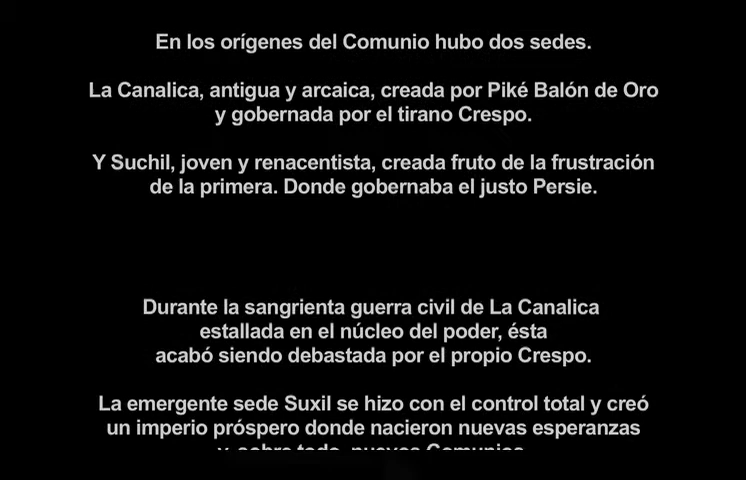 En los orígenes del Comunio hubo dos sedes.
La Canalica, antigua y arcaica, creada por Piké Balón de Oro
y gobernada por el tirano Crespo.
Y Suchil, joven y renacentista, creada fruto de la frustración
de la primera. Donde gobernaba el justo Persie.
Durante la sangrienta guerra civil de La Canalica
estallada en el núcleo del poder, ésta
acabó siendo debastada por el propio Crespo.
La emergente sede Suxil se hizo con el control total y creó
un imperio próspero donde nacieron nuevas esperanzas
y, sobre todo, nuevos Comunios.